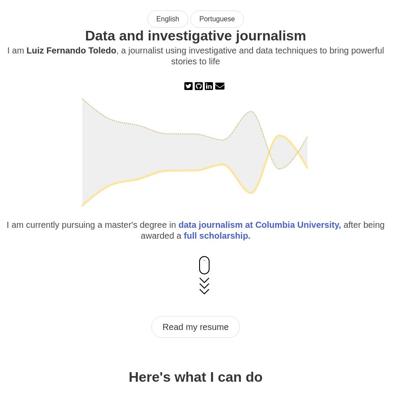 English
Portuguese
Data and investigative journalism
I am Luiz Fernando Toledo, a journalist using investigative and data techniques to bring powerful
stories to life
I am currently pursuing a master's degree in data journalism at Columbia University, after being
awarded a full scholarship.
Read my resume
Here's what I can do